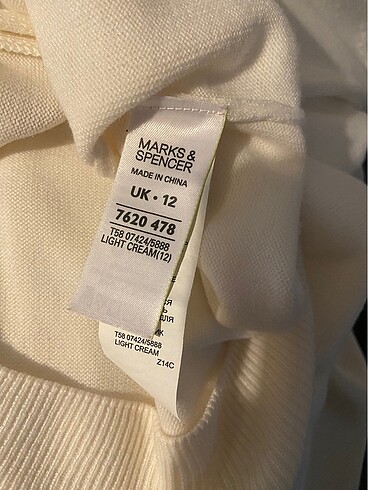 MARKS &
SPENCER
MADE IN CHINA
UK • 12
7620 478
T58 07424/5888
LIGHT CREAM(12)
T58 07424/5888
LIGHT CREAM
Z14C